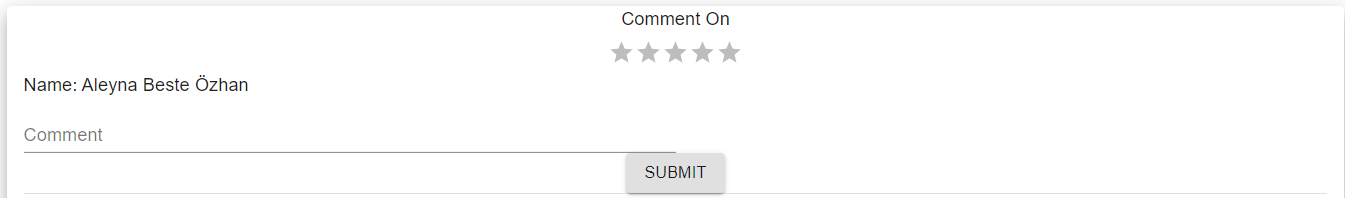 Comment On
Name: Aleyna Beste Özhan
Comment
SUBMIT